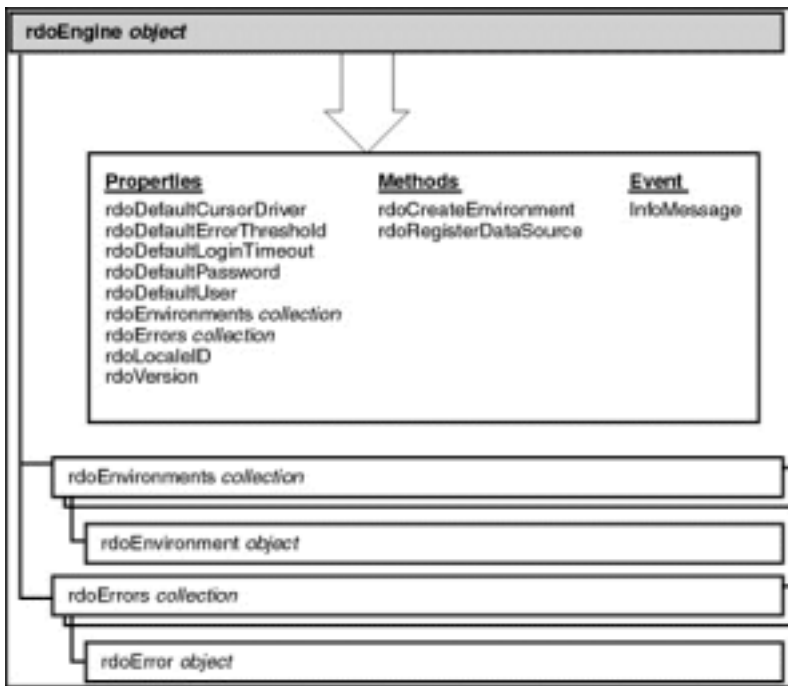 rdoEngine object
Properties
rdoDefaultCursorDriver
rdoDefaultErrorThreshold
rdoDefaultLoginTimeout
rdoDefaultPassword
rdoDefaultUser
rdoEnvironments collection
rdoErrors collection
rdoLocaleID
rdoVersion
Methods
rdoCreateEnvironment
rdoRegisterDataSource
Event
InfoMessage
rdoEnvironments collection
rdoEnvironment object
rdoErrors collection
rdoError object